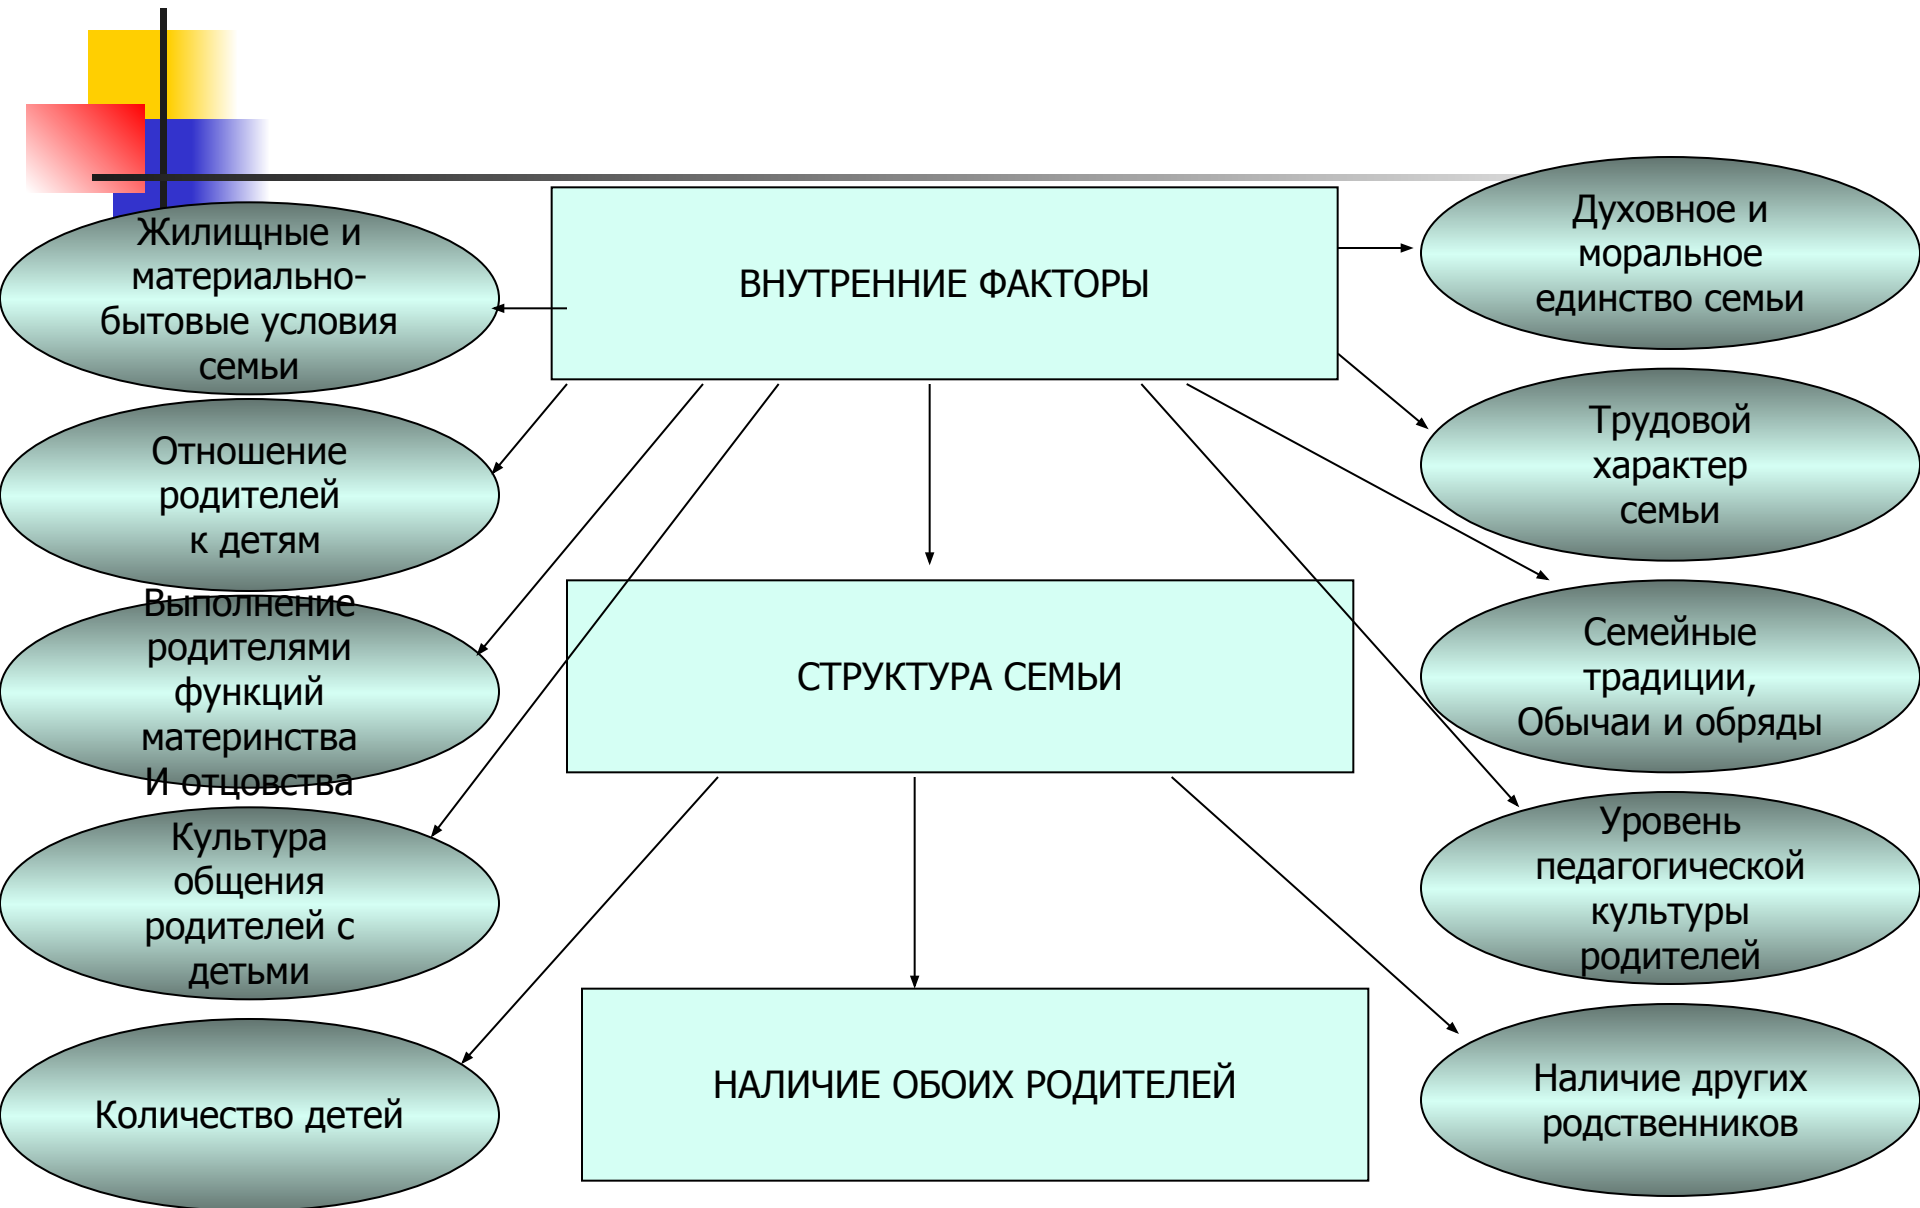 ВНУТРЕННИЕ ФАКТОРЫ
Жилищные и
материально-
бытовые условия
семьи
Отношение
родителей
к детям
Выполнение
родителями
функций
материнства
И отцовства
Культура
общения
родителей с
детьми
Количество детей
СТРУКТУРА СЕМЬИ
НАЛИЧИЕ ОБОИХ РОДИТЕЛЕЙ
Духовное и
моральное
единство семьи
Трудовой
характер
семьи
Семейные
традиции,
Обычаи и обряды
Уровень
педагогической
культуры
родителей
Наличие других
родственников